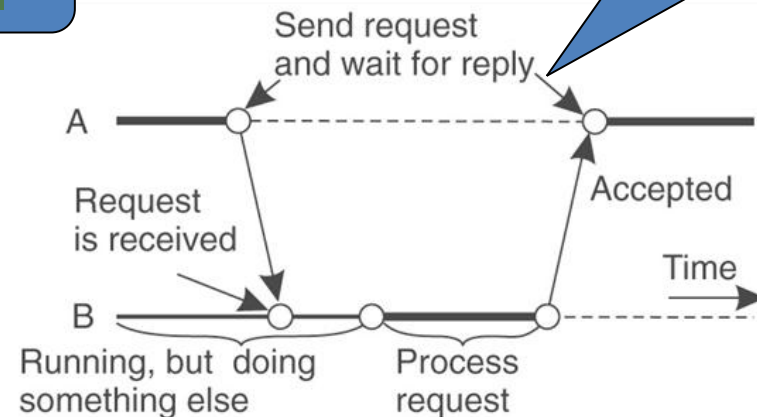 Send request
and wait for reply
A
Accepted
Request
is received
Time
B
Running, but doing
something else
Process
request